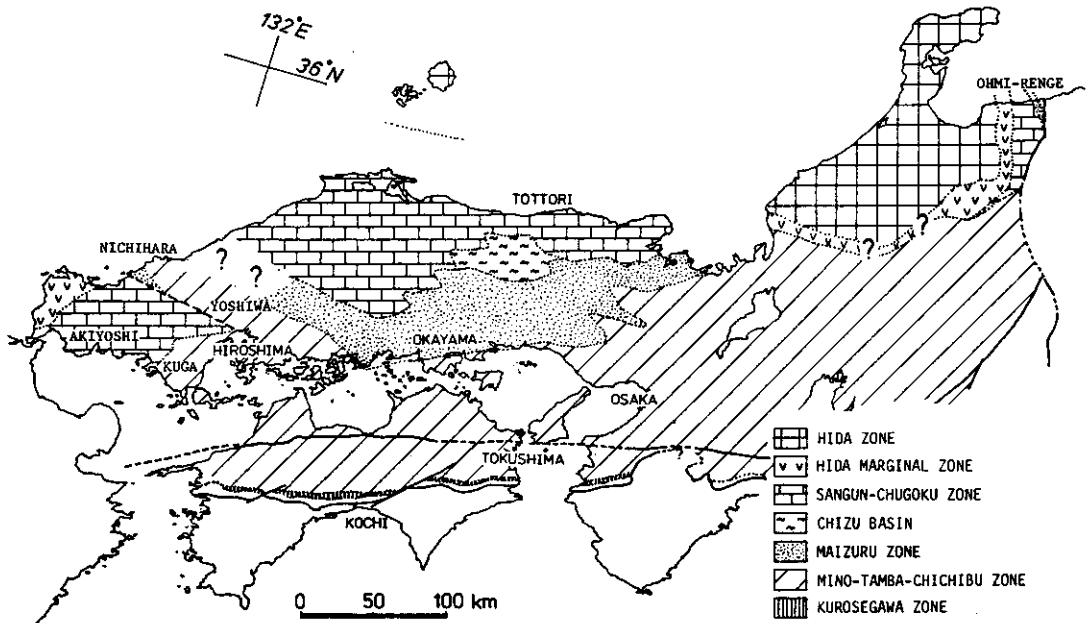 132°E
36°N
OHMI-RENGE
TOTTORI
NICHIHARA
?
?
?
?
YOSHIWA
AKIYOSHI
HIROSHIMA
OKAYAMA
KUGA
OSAKA
TOKUSHIMA
KOCHI
0 50 100 km
HIDA ZONE
HIDA MARGINAL ZONE
SANGUN-CHUGOKU ZONE
CHIZU BASIN
MAIZURU ZONE
MINO-TAMBA-CHICHIBU ZONE
KUROSEGAWA ZONE